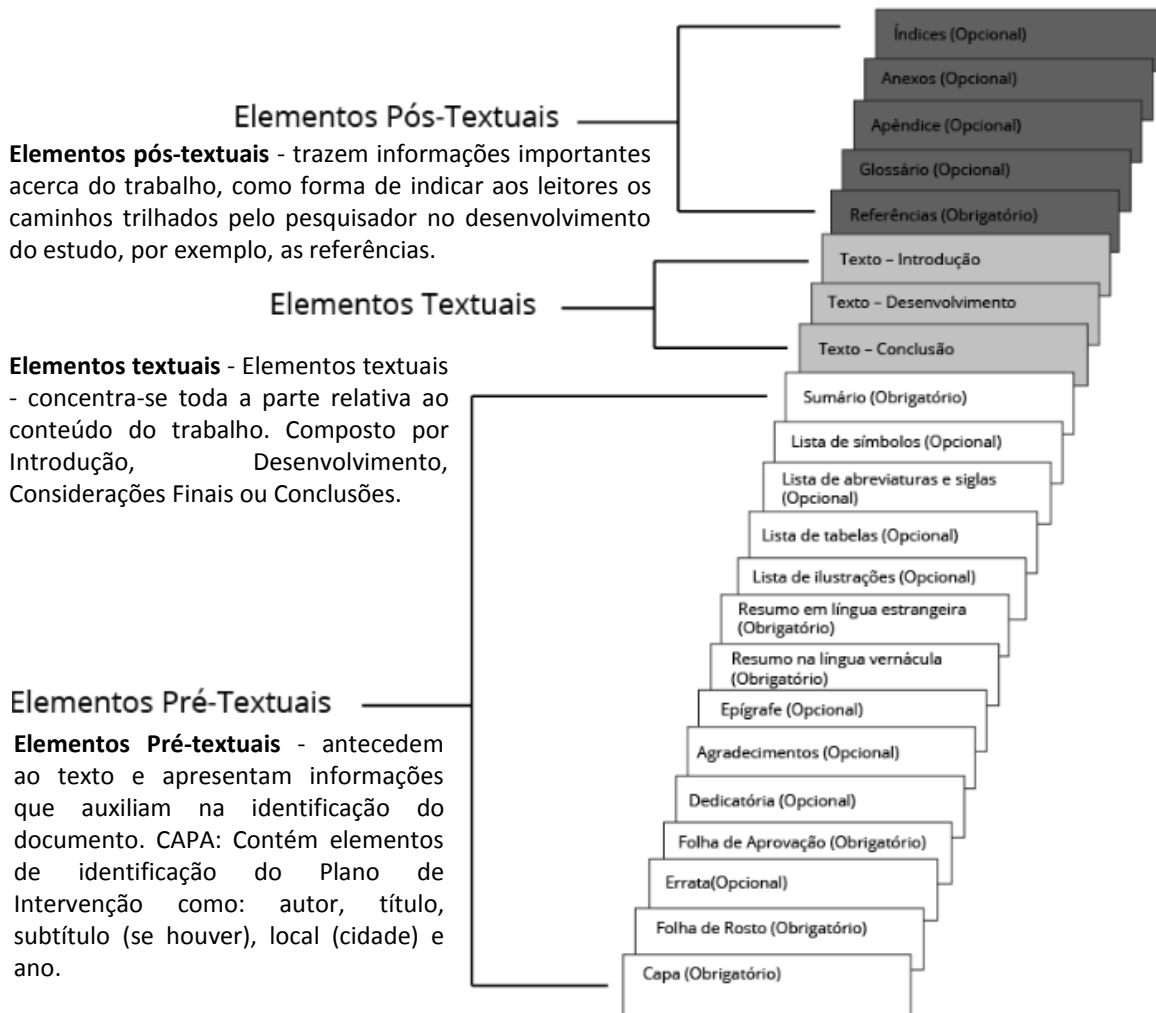 Elementos Pós-Textuais
Elementos pós-textuais - trazem informações importantes
acerca do trabalho, como forma de indicar aos leitores os
caminhos trilhados pelo pesquisador no desenvolvimento
do estudo, por exemplo, as referências.
Elementos Textuais
Elementos textuais - Elementos textuais
- concentra-se toda a parte relativa ao
conteúdo do trabalho. Composto por
Introdução, Desenvolvimento,
Considerações Finais ou Conclusões.
Elementos Pré-Textuais
Elementos Pré-textuais - antecedem
ao texto e apresentam informações
que auxiliam na identificação do
documento. CAPA: Contém elementos
de identificação do Plano de
Intervenção como: autor, título,
subtítulo (se houver), local (cidade) e
ano.
Índices (Opcional)
Anexos (Opcional)
Apèndice (Opcional)
Glossário (Opcional)
Referências (Obrigatório)
Texto – Introdução
Texto – Desenvolvimento
Texto – Conclusão
Sumário (Obrigatório)
Lista de símbolos (Opcional)
Lista de abreviaturas e siglas
(Opcional)
Lista de tabelas (Opcional)
Lista de ilustrações (Opcional)
Resumo em língua estrangeira
(Obrigatório)
Resumo na língua vernácula
(Obrigatório)
Epígrafe (Opcional)
Agradecimentos (Opcional)
Dedicatória (Opcional)
Folha de Aprovação (Obrigatório)
Errata(Opcional)
Folha de Rosto (Obrigatório)
Capa (Obrigatório)